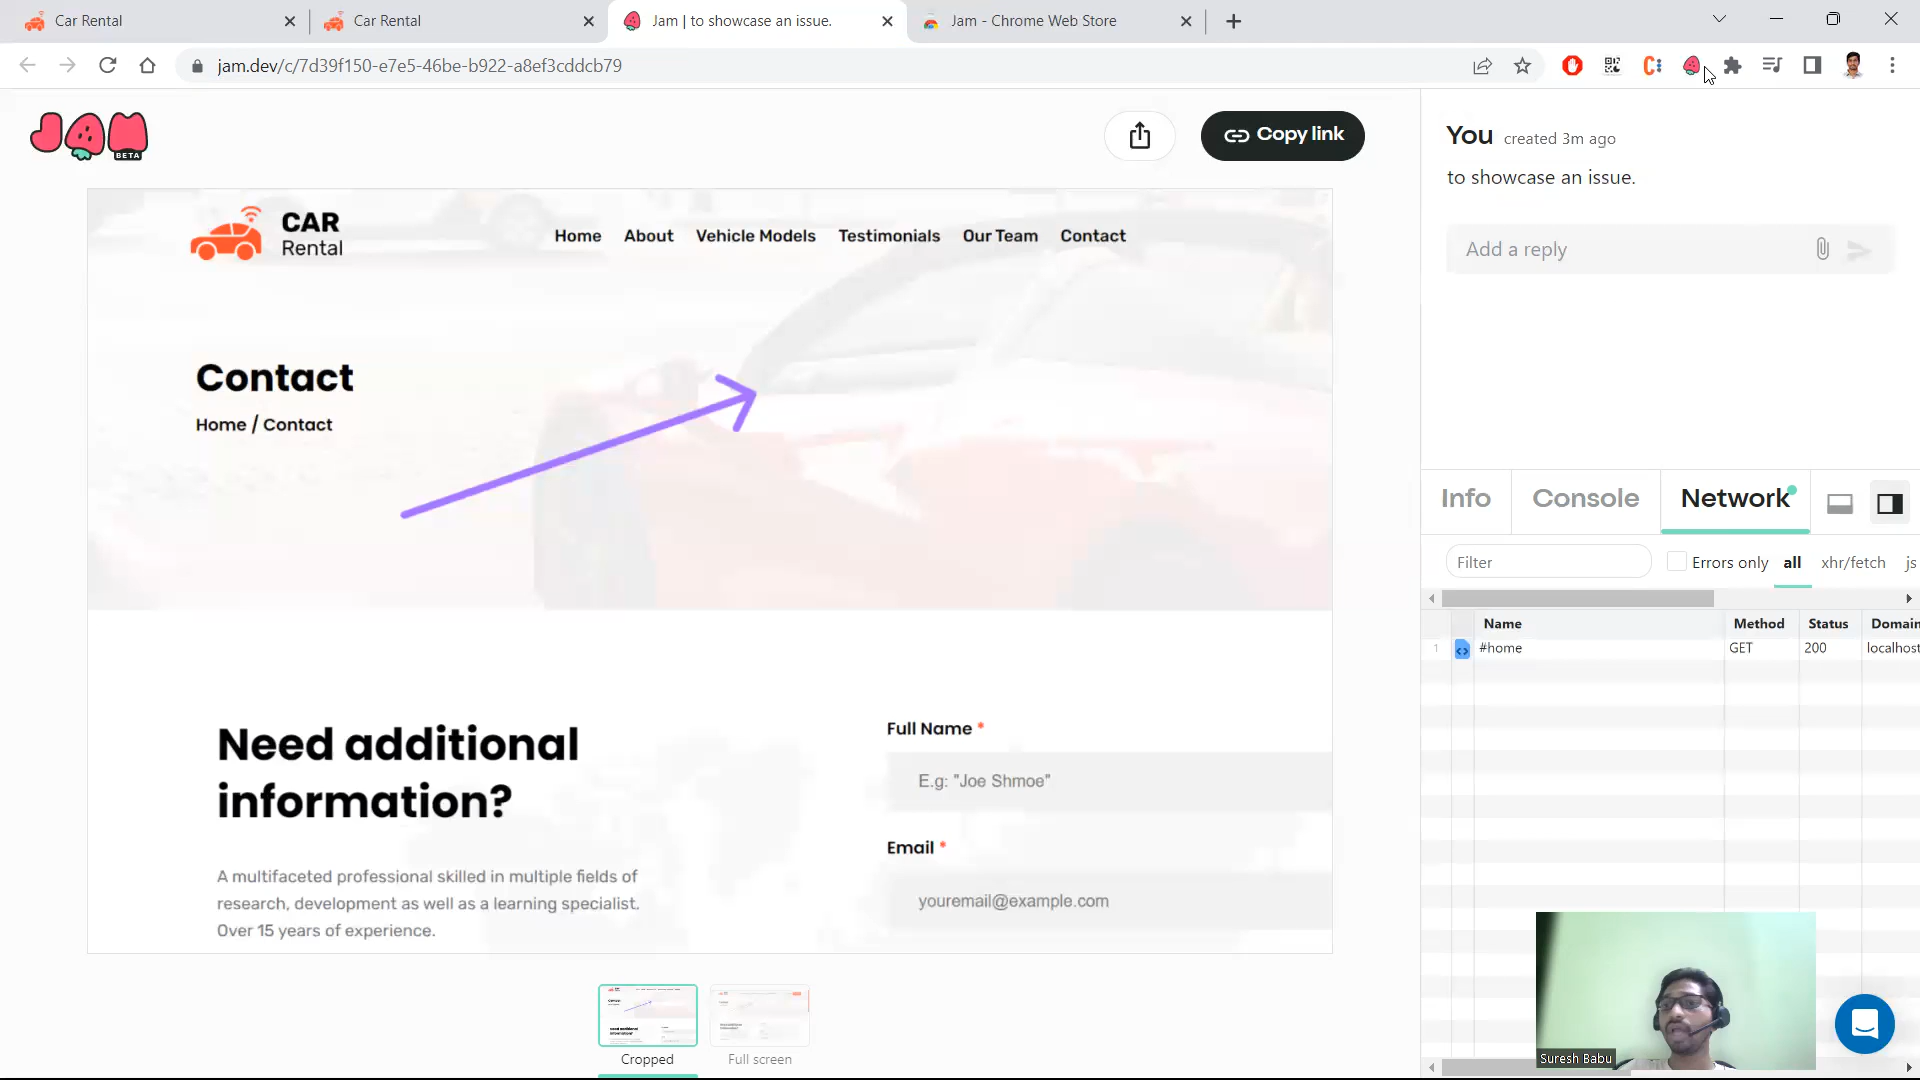 Car Rental
Car Rental
Jam | to showcase an issue.
Jam - Chrome Web Store
jam.dev/c/7d39f150-e7e5-46be-b922-a8ef3cddcb79
JAM
BETA
Copy link
You created 3m ago
to showcase an issue.
Add a reply
CAR
Rental
Home
About
Vehicle Models
Testimonials
Our Team
Contact
Contact
Home / Contact
Need additional
information?
A multifaceted professional skilled in multiple fields of
research, development as well as a learning specialist.
Over 15 years of experience.
Full Name *
E.g: "Joe Shmoe"
Email *
youremail@example.com
Cropped
Full screen
Info
Console
Network
Filter
Errors only
all
xhr/fetch
js
Name
Method
Status
Domain
1
#home
GET
200
localhost
Suresh Babu